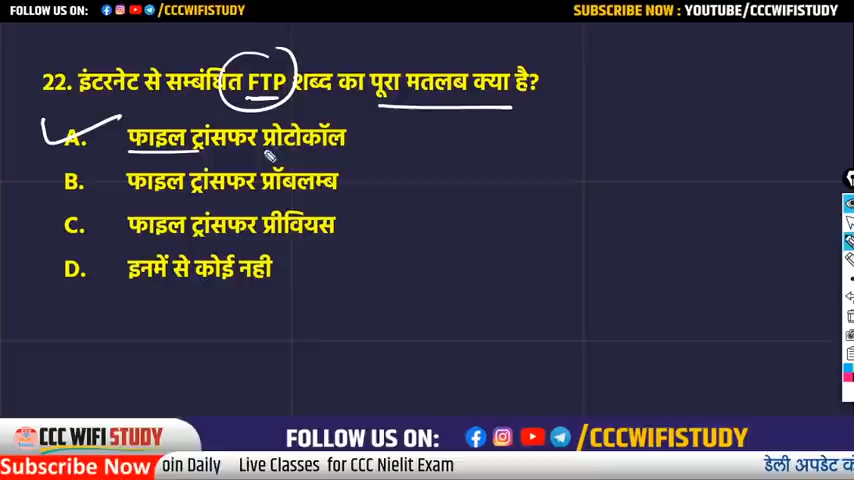 FOLLOW US ON: /CCCWIFISTUDY
SUBSCRIBE NOW : YOUTUBE/CCCWIFISTUDY
22. इंटरनेट से सम्बंधित FTP शब्द का पूरा मतलब क्या है?
A. फाइल ट्रांसफर प्रोटोकॉल
B. फाइल ट्रांसफर प्रॉबलम्ब
C. फाइल ट्रांसफर प्रीवियस
D. इनमें से कोई नही
CCC WIFI STUDY
FOLLOW US ON: /CCCWIFISTUDY
Subscribe Now oin Daily Live Classes for CCC Nielit Exam डेली अपडेट के